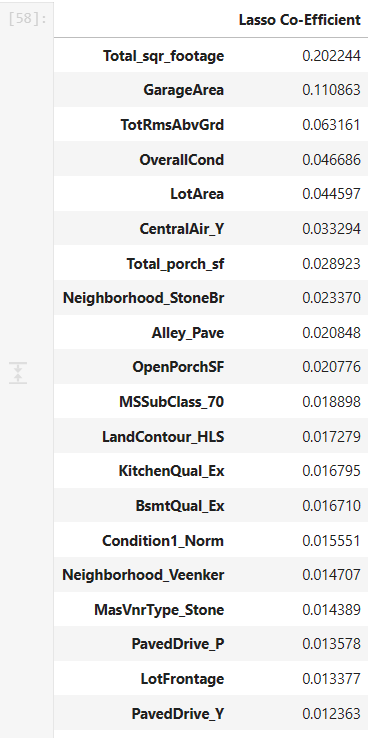 [58]:
Lasso Co-Efficient
Total_sqr_footage 0.202244
GarageArea 0.110863
TotRmsAbvGrd 0.063161
OverallCond 0.046686
LotArea 0.044597
CentralAir_Y 0.033294
Total_porch_sf 0.028923
Neighborhood_StoneBr 0.023370
Alley_Pave 0.020848
OpenPorchSF 0.020776
MSSubClass_70 0.018898
LandContour_HLS 0.017279
KitchenQual_Ex 0.016795
BsmtQual_Ex 0.016710
Condition1_Norm 0.015551
Neighborhood_Veenker 0.014707
MasVnrType_Stone 0.014389
PavedDrive_P 0.013578
LotFrontage 0.013377
PavedDrive_Y 0.012363